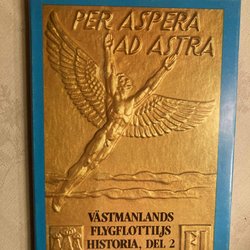 PER ASPERA
AD ASTRA
VÄSTMANLANDS
FLYGFLOTTILJS
HISTORIA, DEL 2